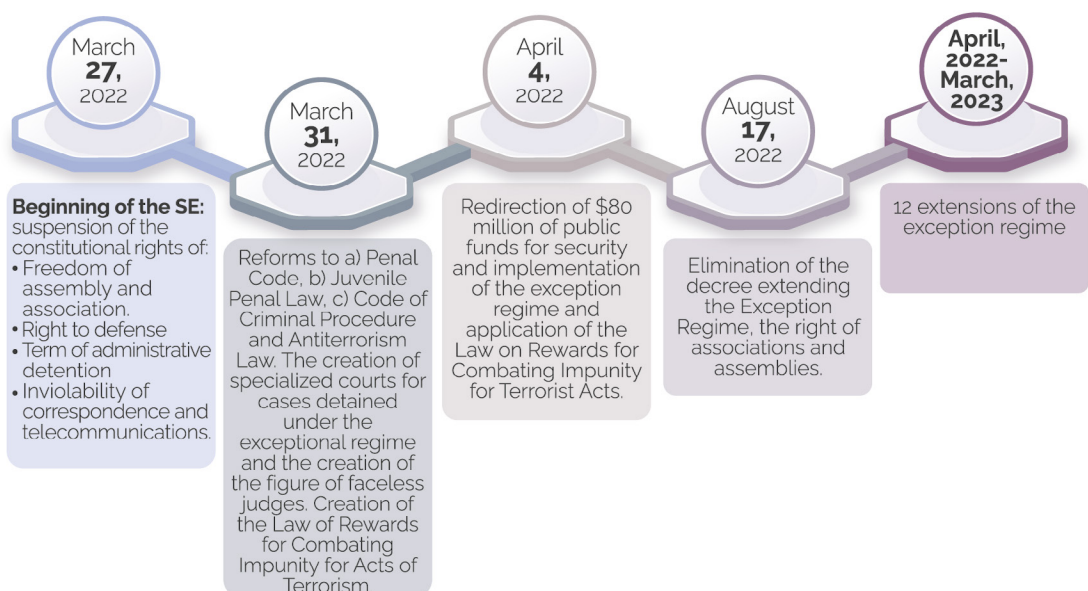 March
27,
2022
Beginning of the SE:
suspension of the
constitutional rights of:
• Freedom of
assembly and
association.
• Right to defense
• Term of administrative
detention
• Inviolability of
correspondence and
telecommunications.
March
31,
2022
Reforms to a) Penal
Code, b) Juvenile
Penal Law, c) Code of
Criminal Procedure
and Antiterrorism
Law. The creation of
specialized courts for
cases detained
under the
exceptional regime
and the creation of
the figure of faceless
judges. Creation of
the Law of Rewards
for Combating
Impunity for Acts of
Terrorism
April
4,
2022
Redirection of $80
million of public
funds for security
and implementation
of the exception
regime and
application of the
Law on Rewards for
Combating Impunity
for Terrorist Acts.
August
17,
2022
Elimination of the
decree extending
the Exception
Regime, the right of
associations and
assemblies.
April,
2022-
March,
2023
12 extensions of the
exception regime